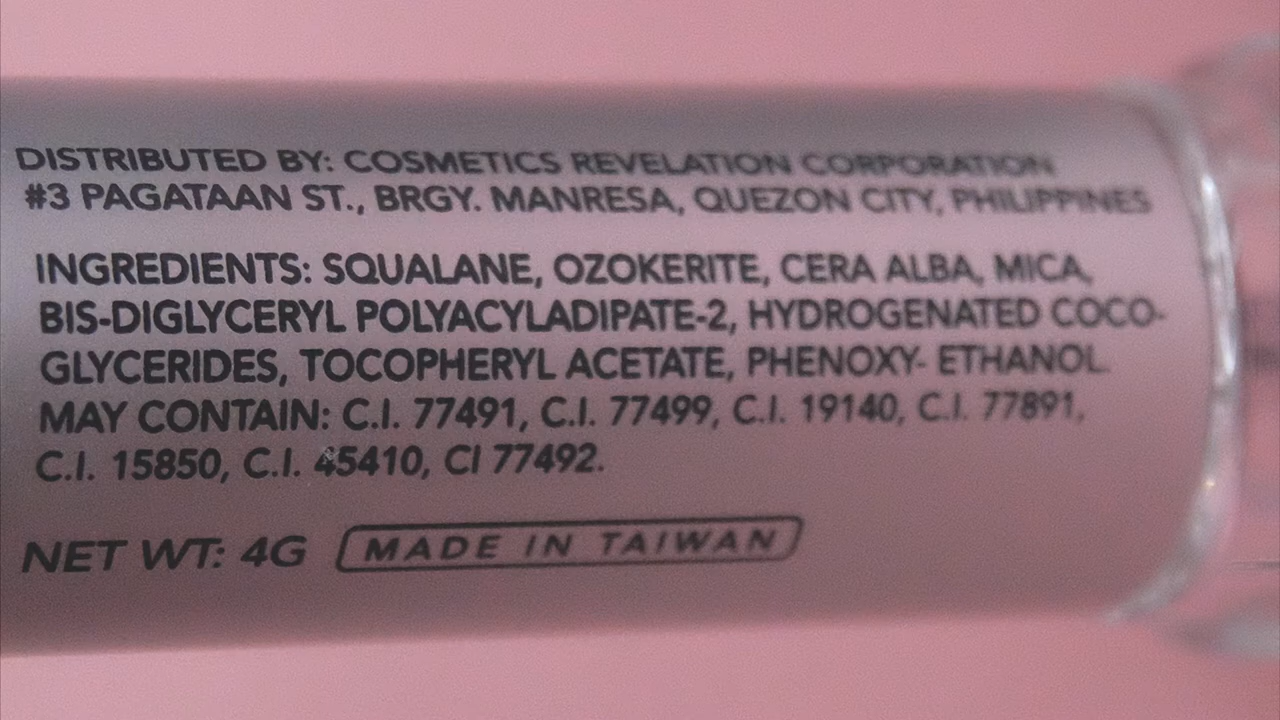 DISTRIBUTED BY: COSMETICS REVELATION CORPORATION
#3 PAGATAAN ST., BRGY. MANRESA, QUEZON CITY, PHILIPPINES
INGREDIENTS: SQUALANE, OZOKERITE, CERA ALBA, MICA,
BIS-DIGLYCERYL POLYACYLADIPATE-2, HYDROGENATED COCO-
GLYCERIDES, TOCOPHERYL ACETATE, PHENOXY- ETHANOL.
MAY CONTAIN: C.I. 77491, C.I. 77499, C.I. 19140, C.I. 77891,
C.I. 15850, C.I. 45410, CI 77492.
NET WT: 4G MADE IN TAIWAN